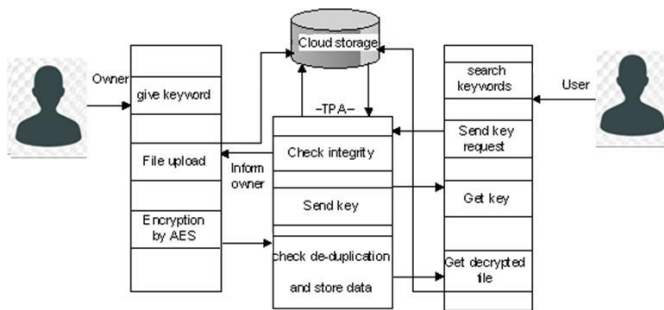 Cloud storage
Owner
give keyword
File upload
Encryption
by AES
–TPA–
Check integrity
Inform
owner
Send key
check de-duplication
and store data
search
keywords
User
Send key
request
Get key
Get decrypted
file